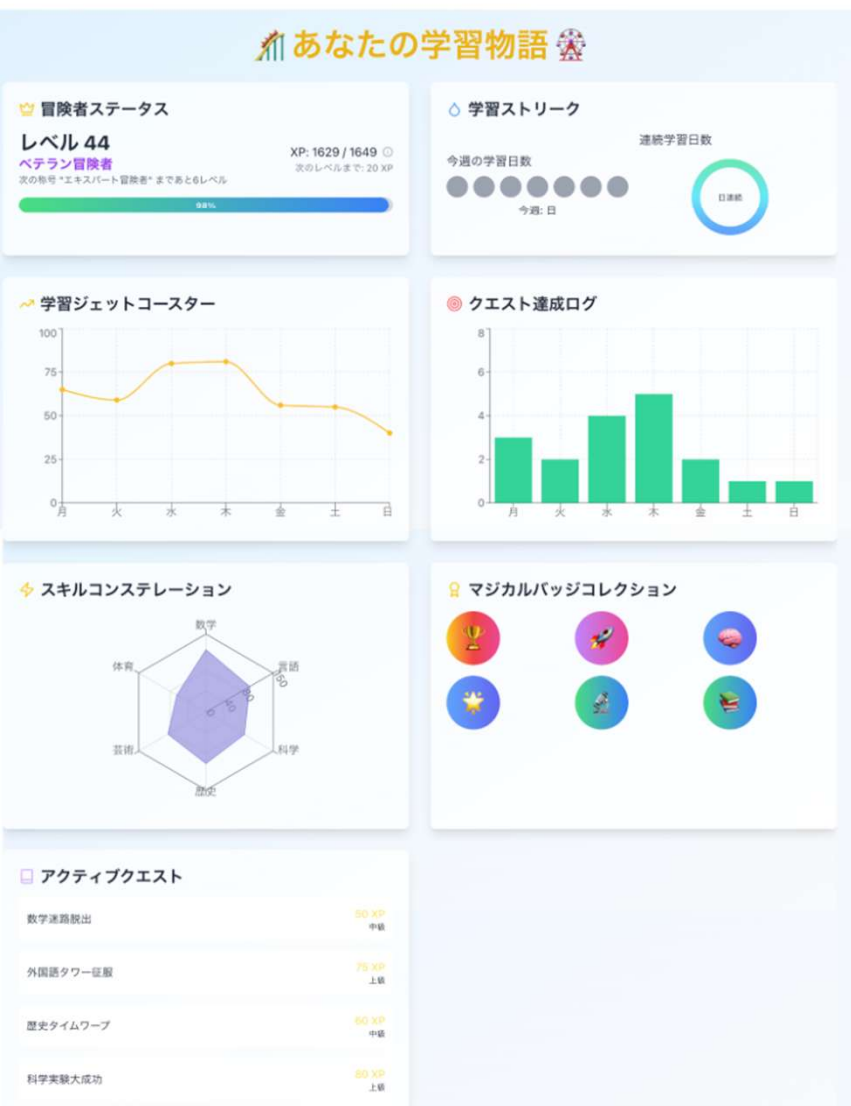 あなたの学習物語
冒険者ステータス
レベル 44
ベテラン冒険者
次の称号 "エキスパート冒険者" まであと6レベル
XP: 1629 / 1649
次のレベルまで: 20 XP
98%
学習ストリーク
連続学習日数
今週の学習日数
今週: 日
日連続
学習ジェットコースター
100
75
50
25
0
月 火 水 木 金 土 日
クエスト達成ログ
8
6
4
2
0
月 火 水 木 金 土 日
スキルコンステレーション
数学
体育
言語
芸術
科学
歴史
0
40
マジカルバッジコレクション
アクティブクエスト
数学迷路脱出
50 XP
中級
外国語タワー征服
75 XP
上級
歴史タイムワープ
60 XP
中級
科学実験大成功
80 XP
上級